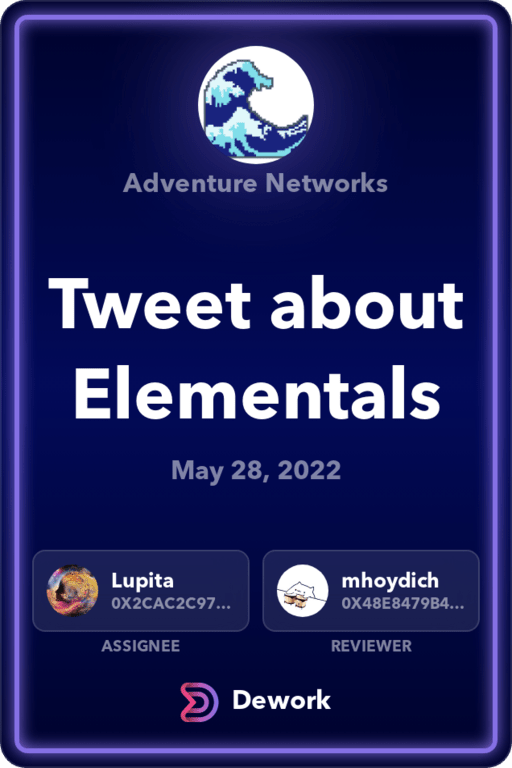 Adventure Networks
Tweet about
Elementals
May 28, 2022
Lupita
0X2CAC2C97...
ASSIGNEE
mhoydich
0X48E8479B4...
REVIEWER
Dework